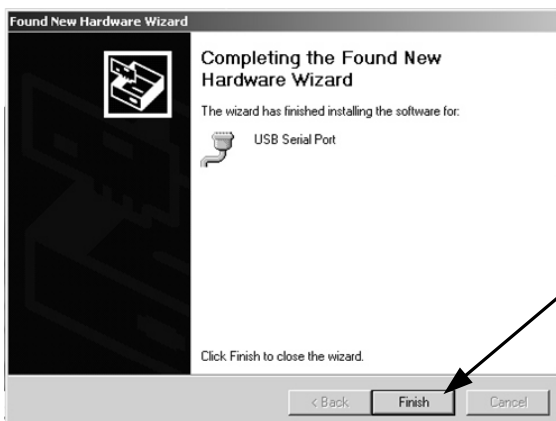 Found New Hardware Wizard
Completing the Found New
Hardware Wizard
The wizard has finished installing the software for:
USB Serial Port
Click Finish to close the wizard.
< Back
Finish
Cancel